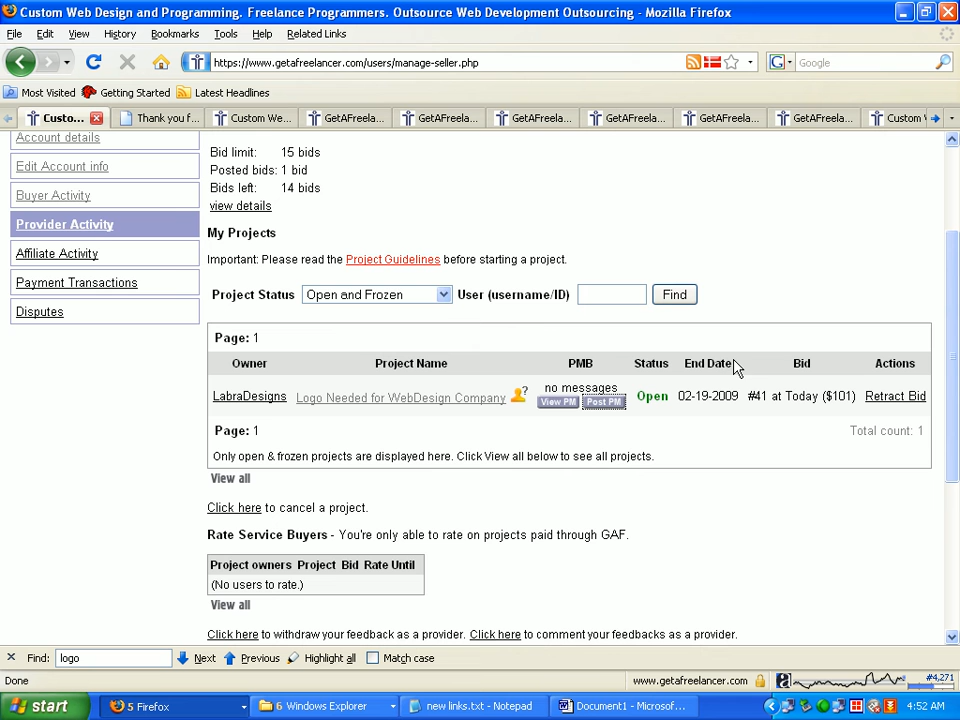 Custom Web Design and Programming. Freelance Programmers. Outsource Web Development Outsourcing - Mozilla Firefox
File Edit View History Bookmarks Tools Help Related Links
https://www.getafreelancer.com/users/manage-seller.php
G Google
Most Visited Getting Started Latest Headlines
Custo... Thank you f... Custom We... GetAFreela... GetAFreela... GetAFreela... GetAFreela... GetAFreela... GetAFreela... Custom
Account details
Edit Account info
Buyer Activity
Provider Activity
Affiliate Activity
Payment Transactions
Disputes
Bid limit: 15 bids
Posted bids: 1 bid
Bids left: 14 bids
view details
My Projects
Important: Please read the Project Guidelines before starting a project.
Project Status Open and Frozen User (username/ID) Find
Page: 1
Owner Project Name PMB Status End Date Bid Actions
LabraDesigns Logo Needed for WebDesign Company ? no messages View PM Post PM Open 02-19-2009 #41 at Today ($101) Retract Bid
Page: 1 Total count: 1
Only open & frozen projects are displayed here. Click View all below to see all projects.
View all
Click here to cancel a project.
Rate Service Buyers - You're only able to rate on projects paid through GAF.
Project owners Project Bid Rate Until
(No users to rate.)
View all
Click here to withdraw your feedback as a provider. Click here to comment your feedbacks as a provider.
Find: logo Next Previous Highlight all Match case
Done www.getafreelancer.com #4,271
start 5 Firefox 6 Windows Explorer new links.txt - Notepad Document1 - Microsof... 4:52 AM